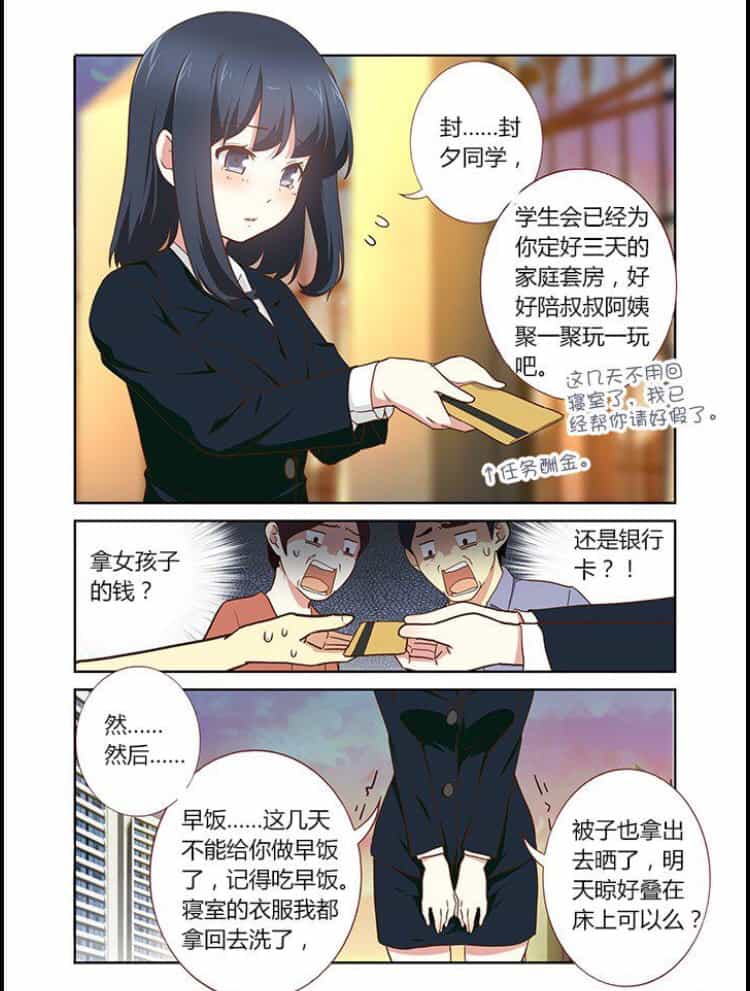 封……封
夕同学，
学生会已经为
你定好三天的
家庭套房，好
好陪叔叔阿姨
聚一聚玩一玩
吧。
这几天不用回
寝室了，我已
经帮你请好假了。
↑任务酬金。
拿女孩子
的钱？
还是银行
卡？！
然……
然后……
早饭……这几天
不能给你做早饭
了，记得吃早饭。
寝室的衣服我都
拿回去洗了，
被子也拿出
去晒了，明
天晾好叠在
床上可以么？